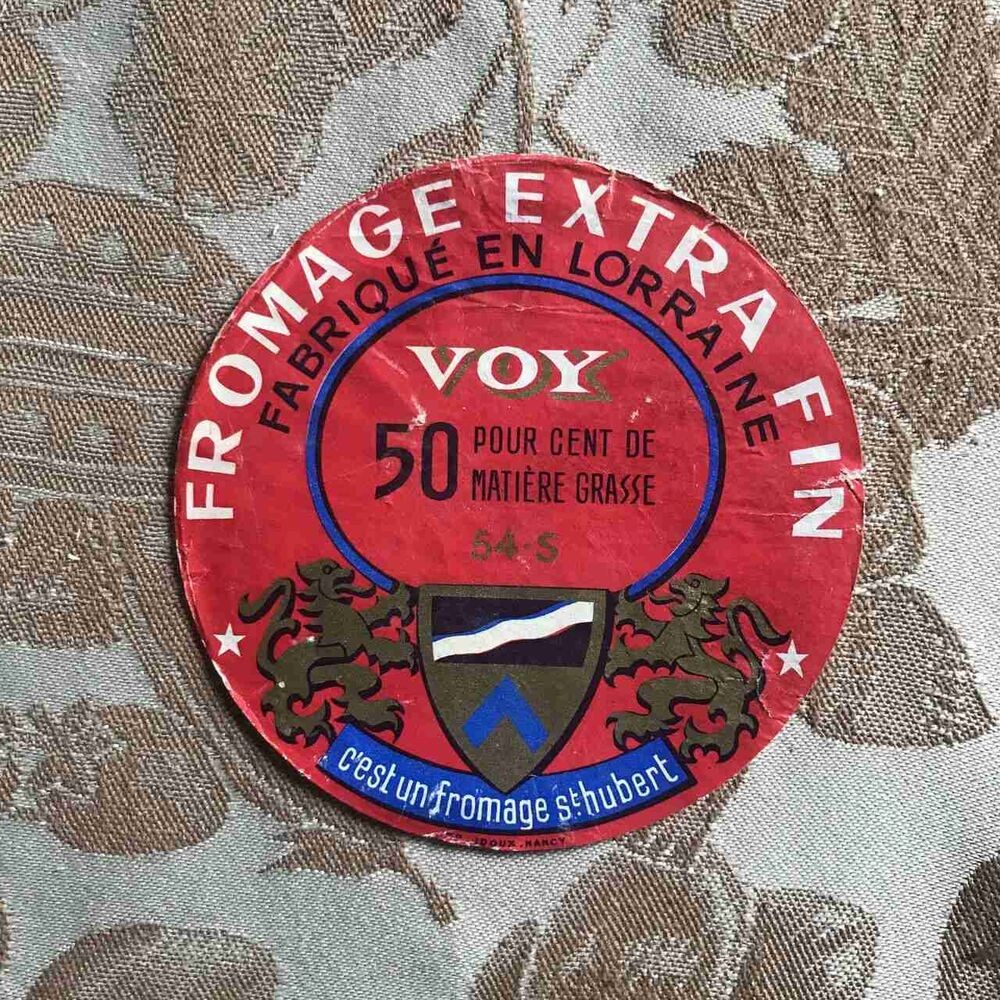 FROMAGE EXTRA FIN
FABRIQUÉ EN LORRAINE
VOY
50 POUR CENT DE
MATIÈRE GRASSE
54-S
c'est un fromage st hubert
NANCY